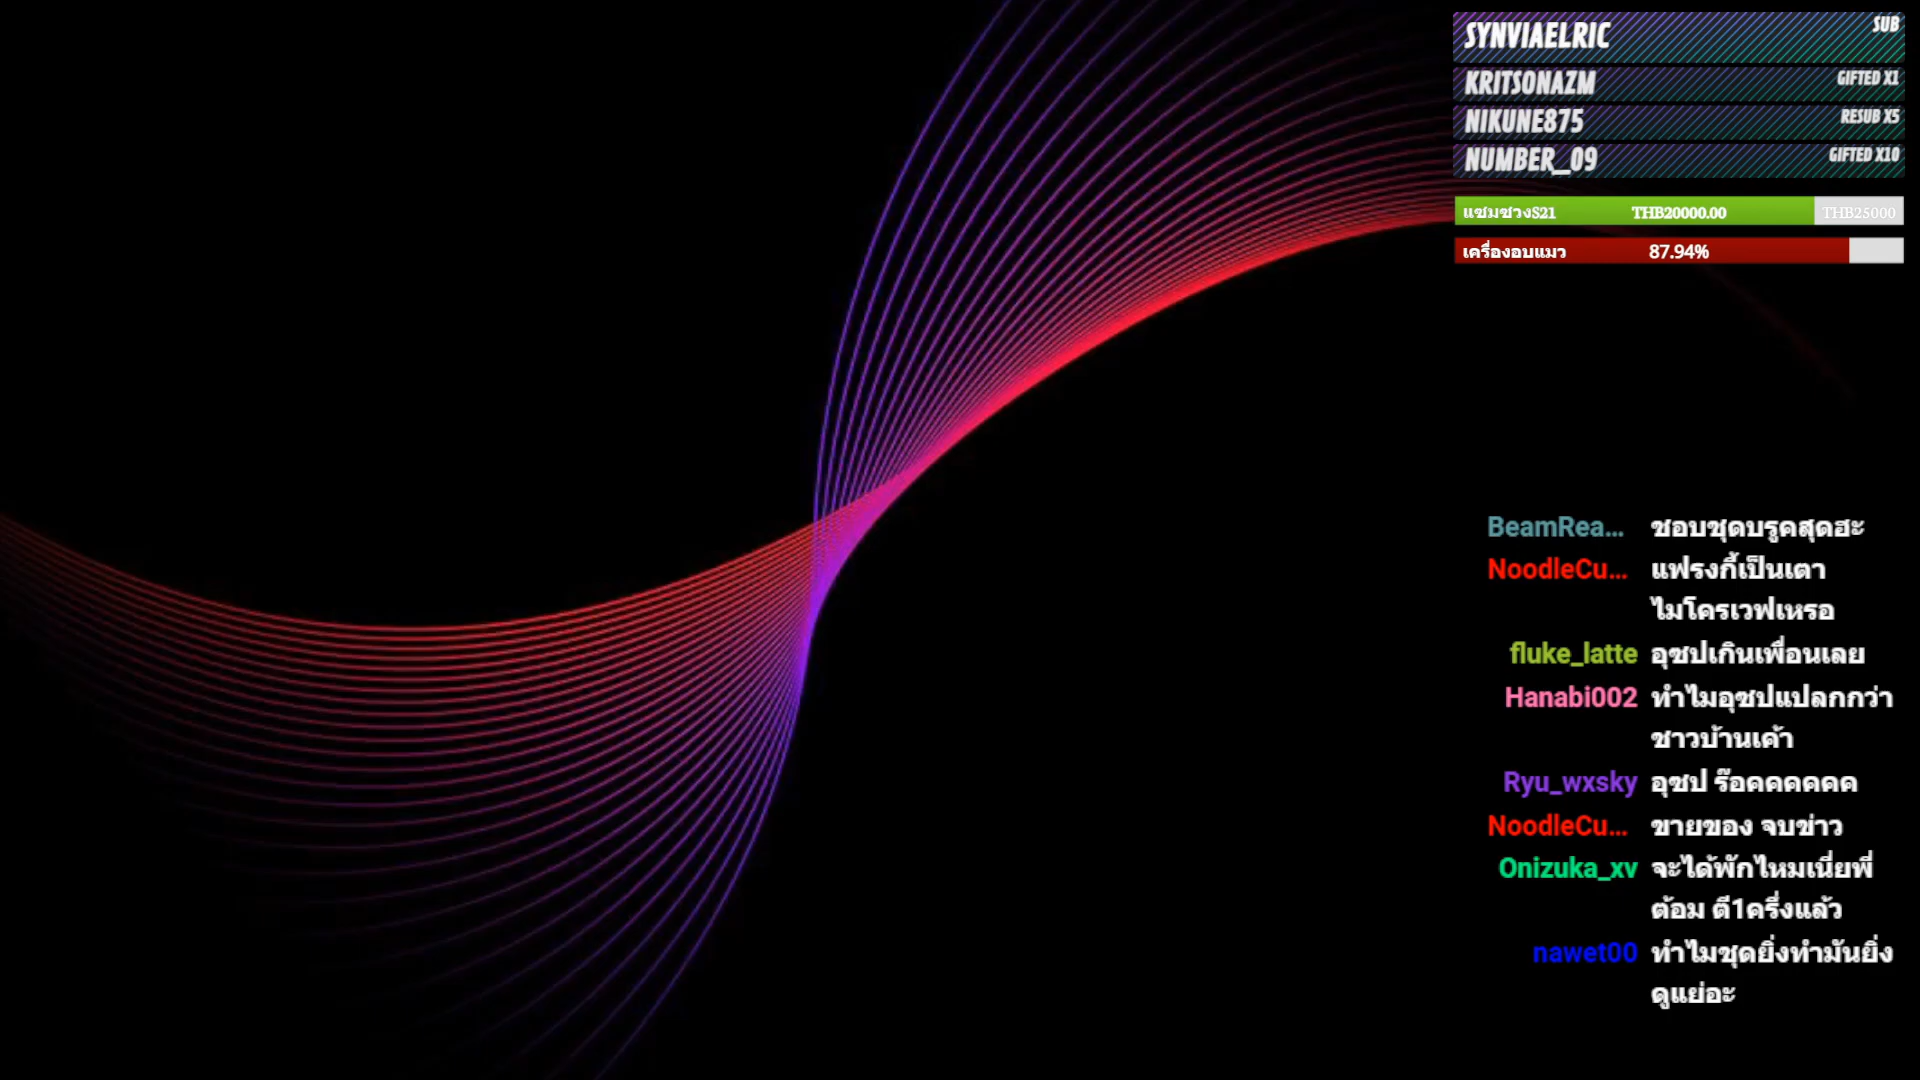 SYNVIAELRIC SUB
KRITSONAZM GIFTED X1
NIKUNE875 RESUB X5
NUMBER_09 GIFTED X10
แซ่มซ่วงS21 THB20000.00 THB25000
เครื่องอบแมว 87.94%
BeamRea... ชอบชุดบรูคสุดฮะ
NoodleCu... แฟรงกี้เป็นเตา
ไมโครเวฟเหรอ
fluke_latte อุซปเกินเพื่อนเลย
Hanabi002 ทำไมอุซปแปลกกว่า
ชาวบ้านเค้า
Ryu_wxsky อุซป ร๊อคคคคคค
NoodleCu... ขายของ จบข่าว
Onizuka_xv จะได้พักไหมเนี่ยพี่
ต้อม ตี1ครึ่งแล้ว
nawet00 ทำไมชุดยิ่งทำมันยิ่ง
ดูแย่อะ